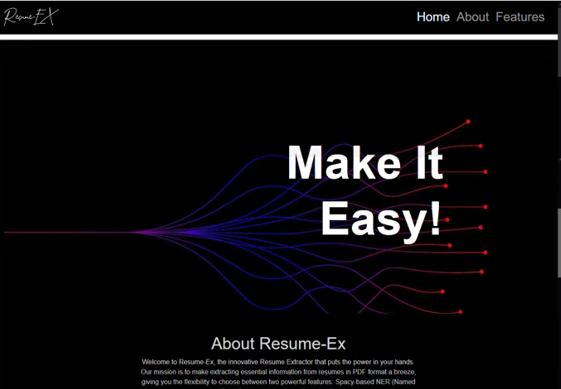 Resume-EX
Home About Features
Make It
Easy!
About Resume-Ex
Welcome to Resume-Ex, the innovative Resume Extractor that puts the power in your hands.
Our mission is to make extracting essential information from resumes in PDF format a breeze,
giving you the flexibility to choose between two powerful features: Spacy-based NER (Named